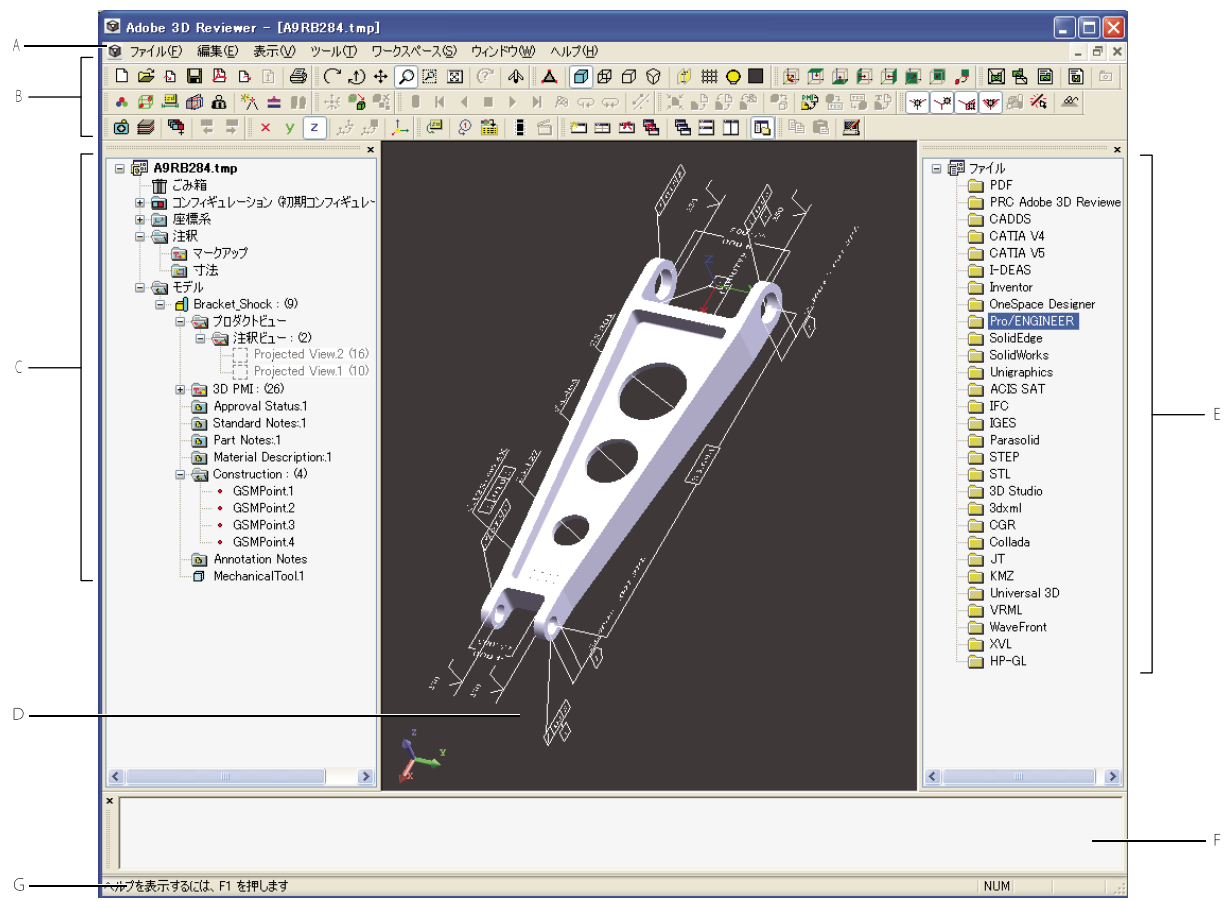 Adobe 3D Reviewer - [A9RB284.tmp]
A
ファイル(F) 編集(E) 表示(V) ツール(T) ワークスペース(S) ウィンドウ(W) ヘルプ(H)
B
x y z
C
A9RB284.tmp
ごみ箱
コンフィギュレーション (初期コンフィギュレ-
座標系
注釈
マークアップ
寸法
モデル
Bracket_Shock : (9)
プロダクトビュー
注釈ビュー : (2)
Projected View.2 (16)
Projected View.1 (10)
3D PMI : (26)
Approval Status.1
Standard Notes:.1
Part Notes:.1
Material Description:.1
Construction : (4)
GSMPoint.1
GSMPoint.2
GSMPoint.3
GSMPoint.4
Annotation Notes
MechanicalTool.1
D
Z
Y
X
ファイル
PDF
PRC Adobe 3D Reviewe
CADDS
CATIA V4
CATIA V5
I-DEAS
Inventor
OneSpace Designer
Pro/ENGINEER
SolidEdge
SolidWorks
Unigraphics
ACIS SAT
IFC
IGES
Parasolid
STEP
STL
3D Studio
3dxml
CGR
Collada
JT
KMZ
Universal 3D
VRML
WaveFront
XVL
HP-GL
E
F
G
ヘルプを表示するには、F1 を押します
NUM